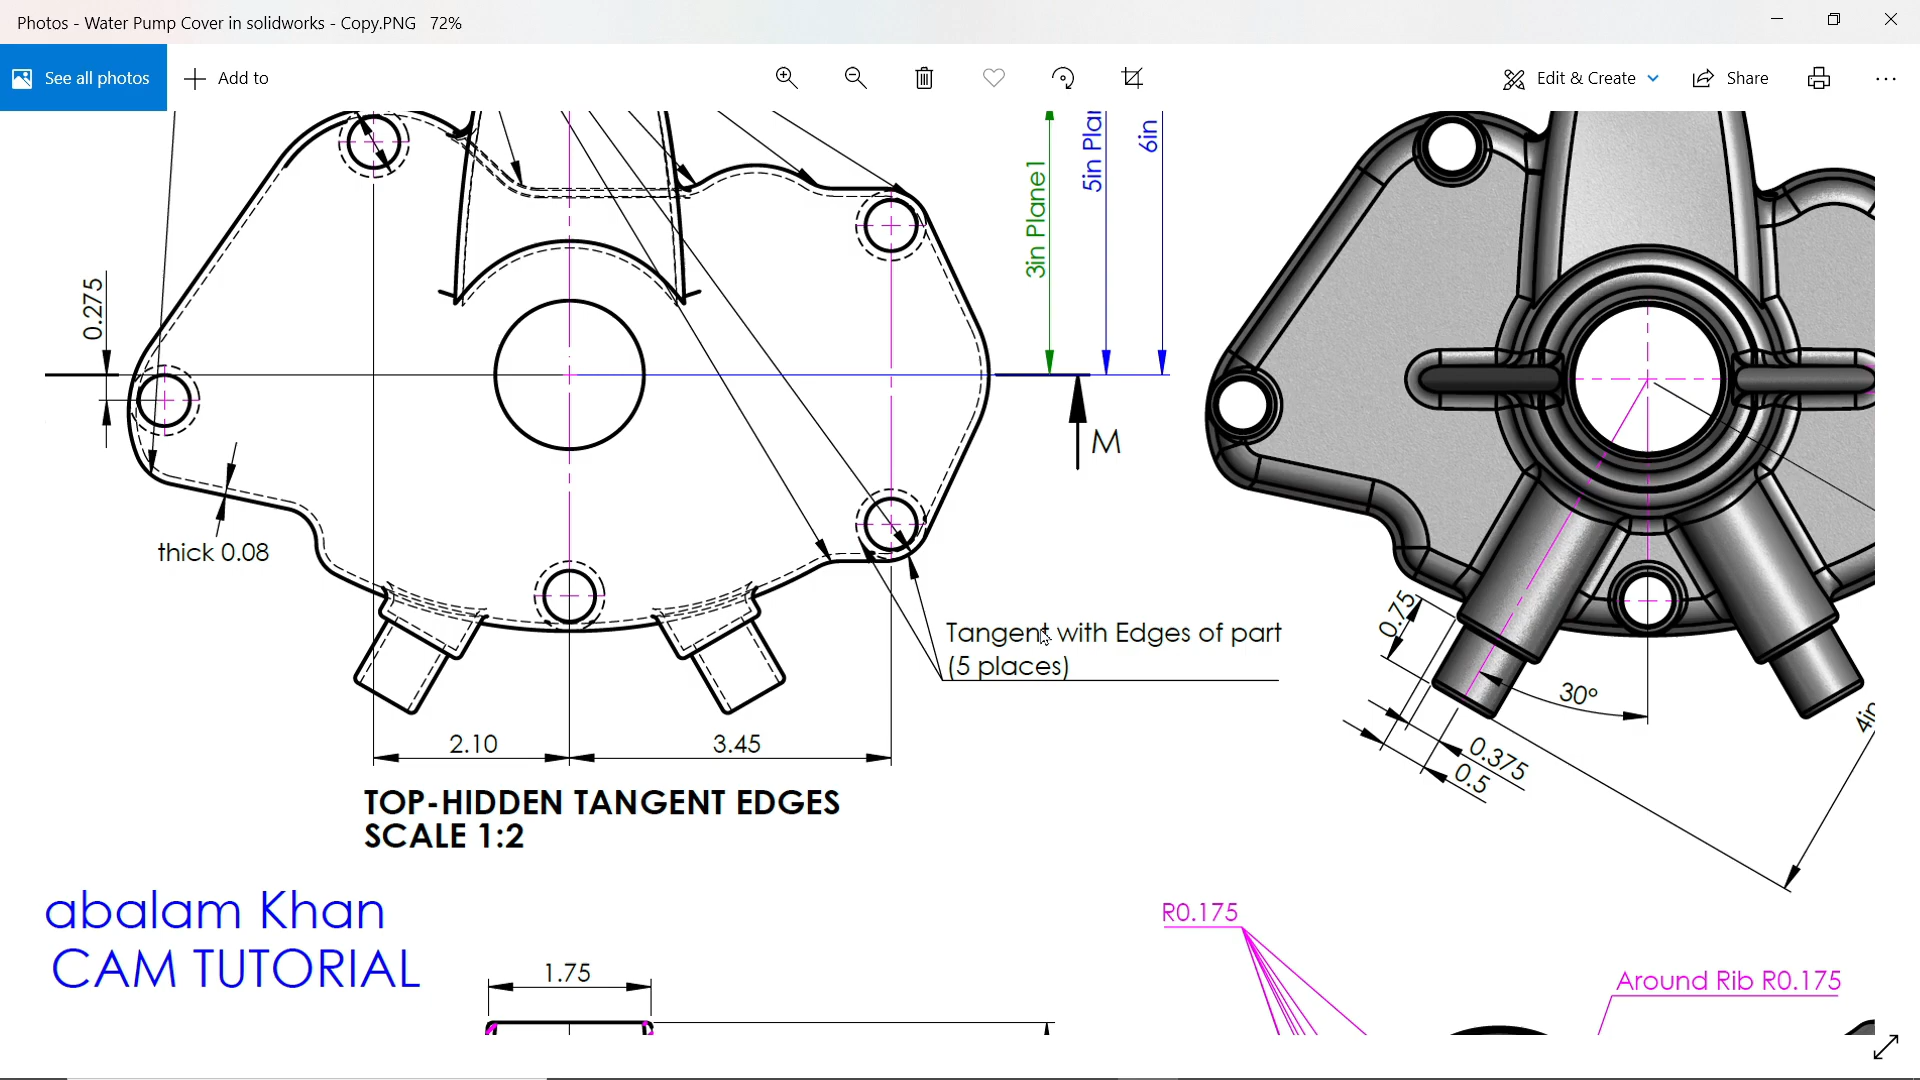 Photos - Water Pump Cover in solidworks - Copy.PNG   72%
See all photos
Add to
Edit & Create
Share
0.275
3in Plane1
5in Plan
6in
M
thick 0.08
Tangent with Edges of part
(5 places)
2.10
3.45
TOP-HIDDEN TANGENT EDGES
SCALE 1:2
0.75
30°
0.375
0.5
4in
abalam Khan
CAM TUTORIAL
1.75
R0.175
Around Rib R0.175